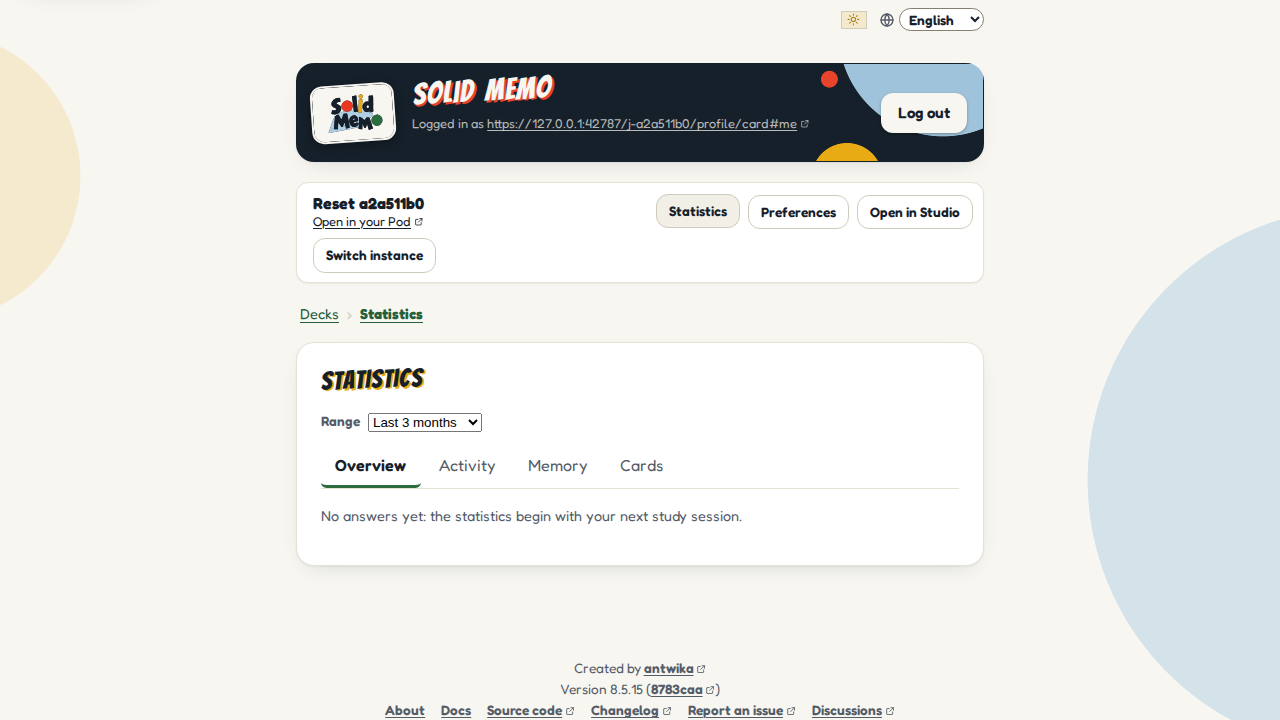 English
Solid Memo
SOLID MEMO
Logged in as https://127.0.0.1:42787/j-a2a511b0/profile/card#me
Log out
Reset a2a511b0
Open in your Pod
Statistics
Preferences
Open in Studio
Switch instance
Decks › Statistics
STATISTICS
Range Last 3 months
Overview
Activity
Memory
Cards
No answers yet: the statistics begin with your next study session.
Created by antwika
Version 8.5.15 (8783caa)
About Docs Source code Changelog Report an issue Discussions